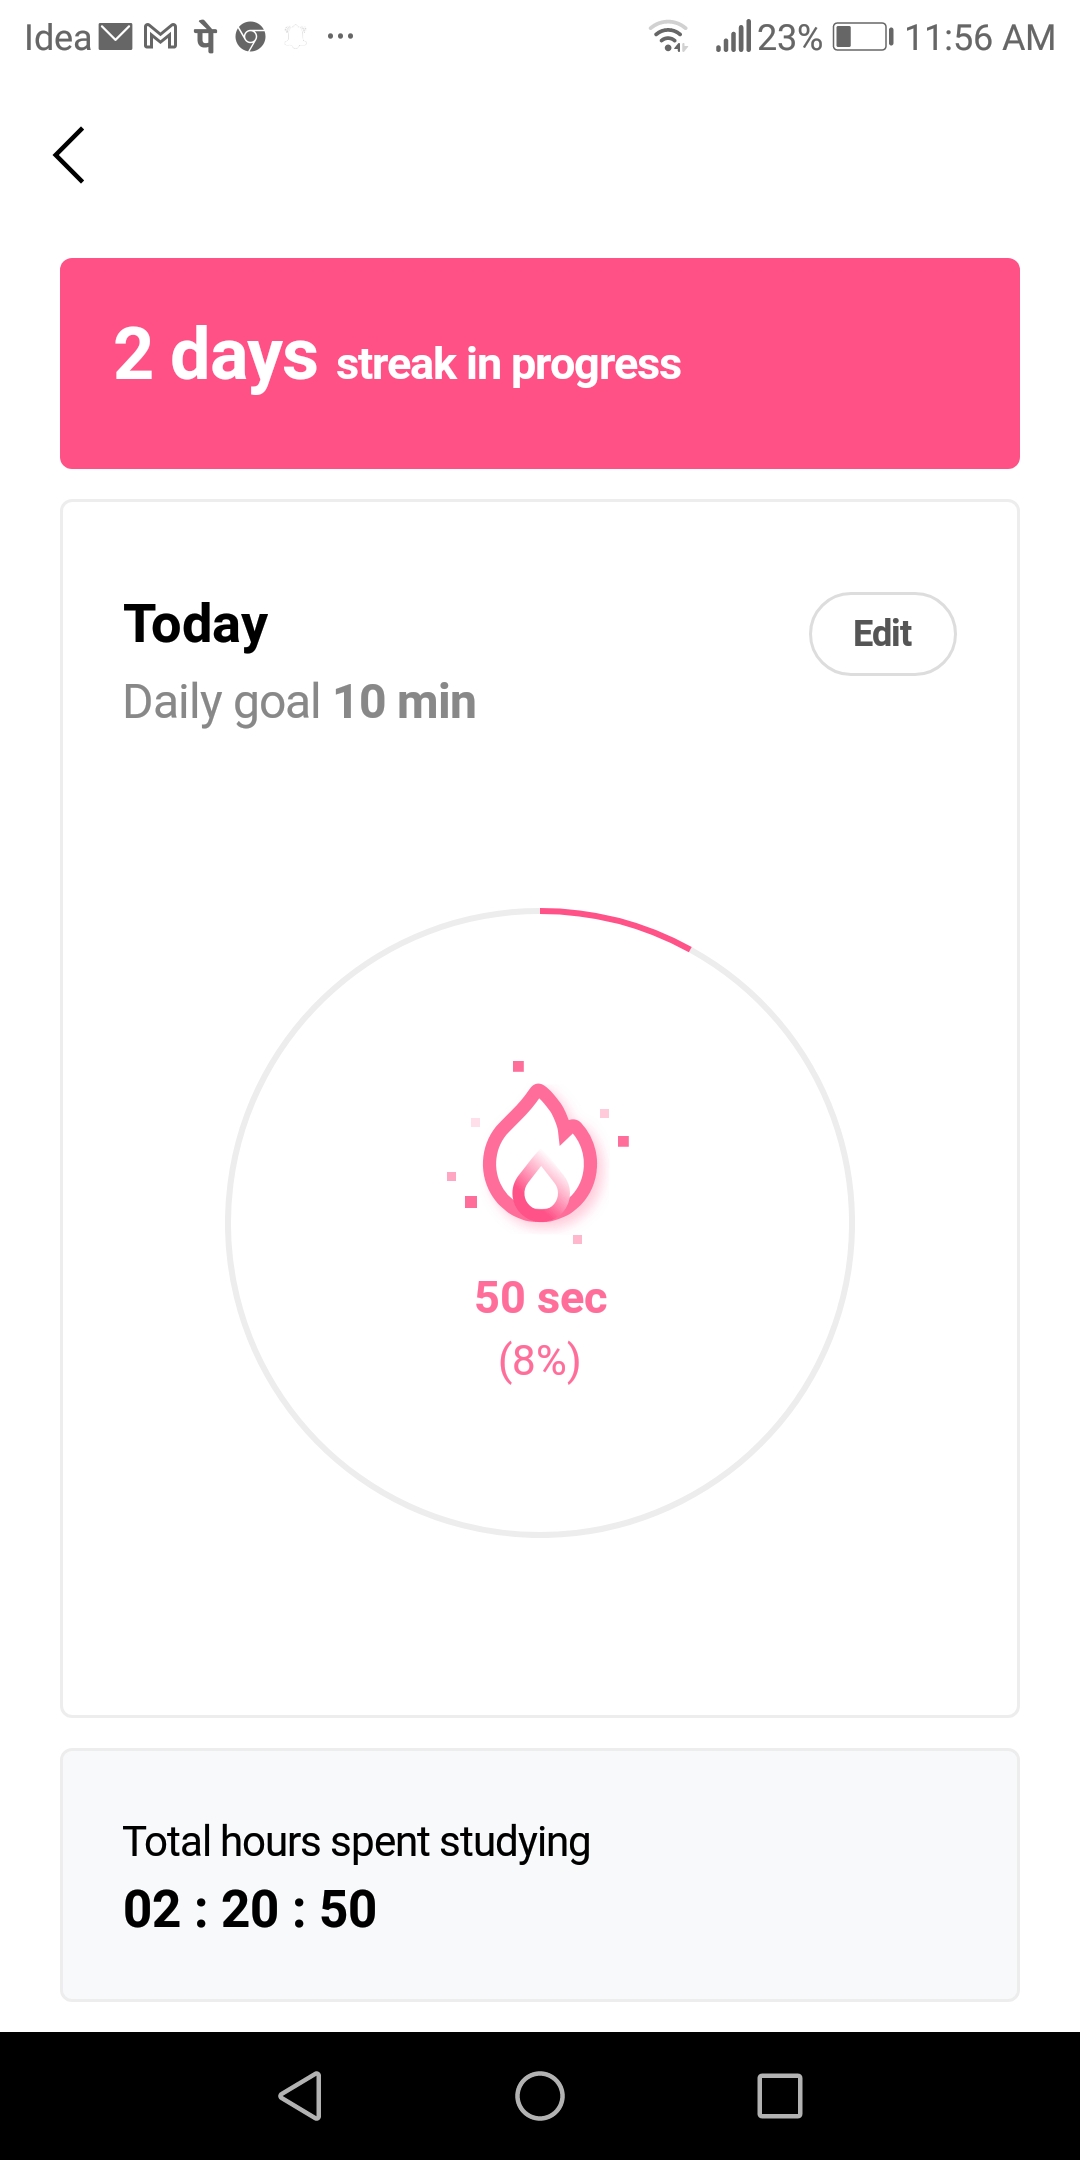 Idea पे 23% 11:56 AM
2 days streak in progress
Today
Edit
Daily goal 10 min
50 sec
(8%)
Total hours spent studying
02 : 20 : 50